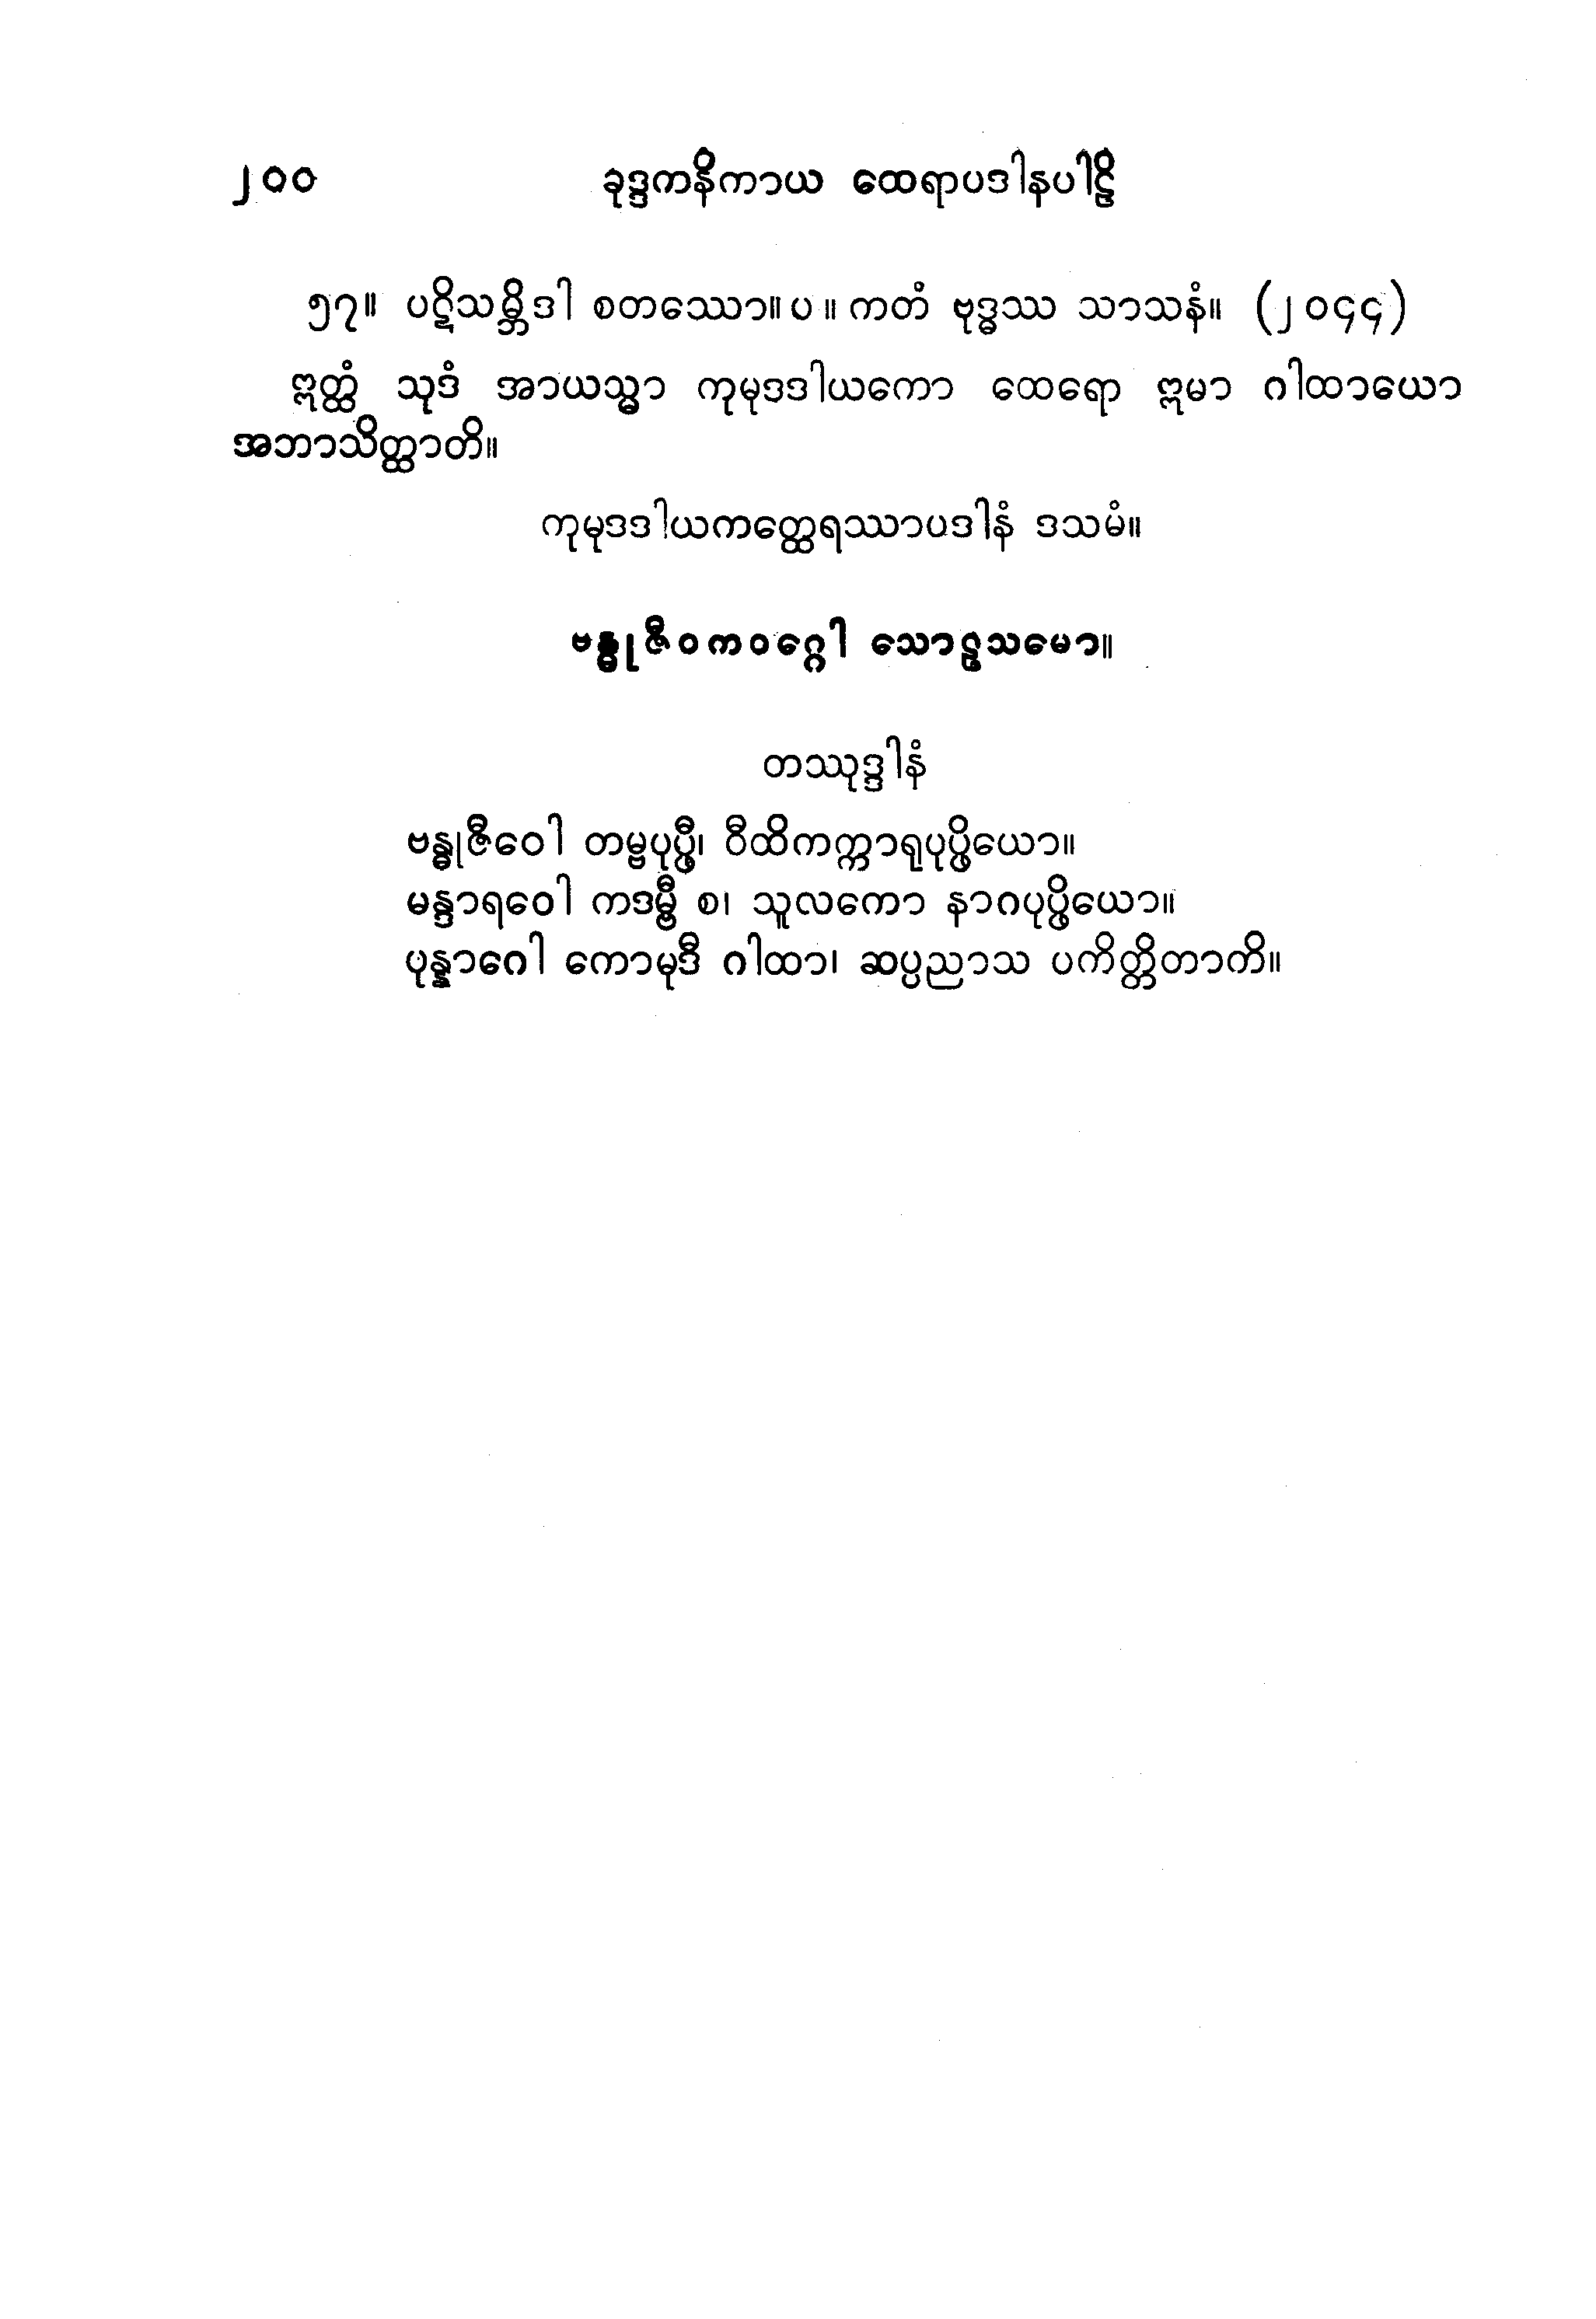 ၂၀၀ ခုဒ္ဒကနိကာယ ထေရာပဒါနပါဠိ
၅၇။ ပဋိသမ္ဘိဒါ စတဿော။ပ။ကတံ ဗုဒ္ဓဿ သာသနံ။ (၂၀၄၄)
ဣတ္ထံ သုဒံ အာယသ္မာ ကုမုဒဒါယကော ထေရော ဣမာ ဂါထာယော
အဘာသိတ္ထာတိ။
ကုမုဒဒါယကတ္ထေရဿာပဒါနံ ဒသမံ။
ဗန္ဓုဇီဝကဝဂ္ဂေါ သောဠသမော။
တဿုဒ္ဒါနံ
ဗန္ဓုဇီဝေါ တမ္ဗပုပ္ဖီ၊ ဝီထိကက္ကာရုပုပ္ဖိယော။
မန္ဒာရဝေါ ကဒမ္ဗီ စ၊ သူလကော နာဂပုပ္ဖိယော။
ပုန္နာဂေါ ကောမုဒီ ဂါထာ၊ ဆပ္ပညာသ ပကိတ္တိတာကိ။